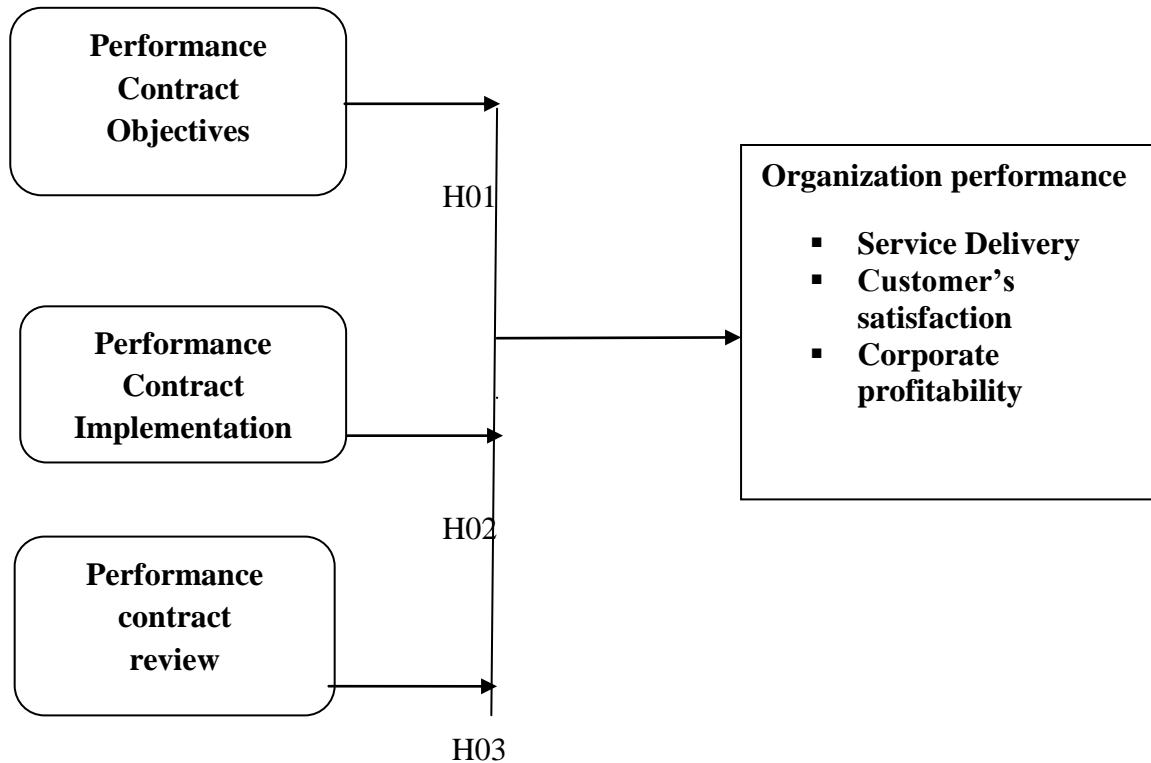 Performance
Contract
Objectives
H01
Performance
Contract
Implementation
H02
Performance
contract
review
H03
Organization performance
▪ Service Delivery
▪ Customer’s
satisfaction
▪ Corporate
profitability